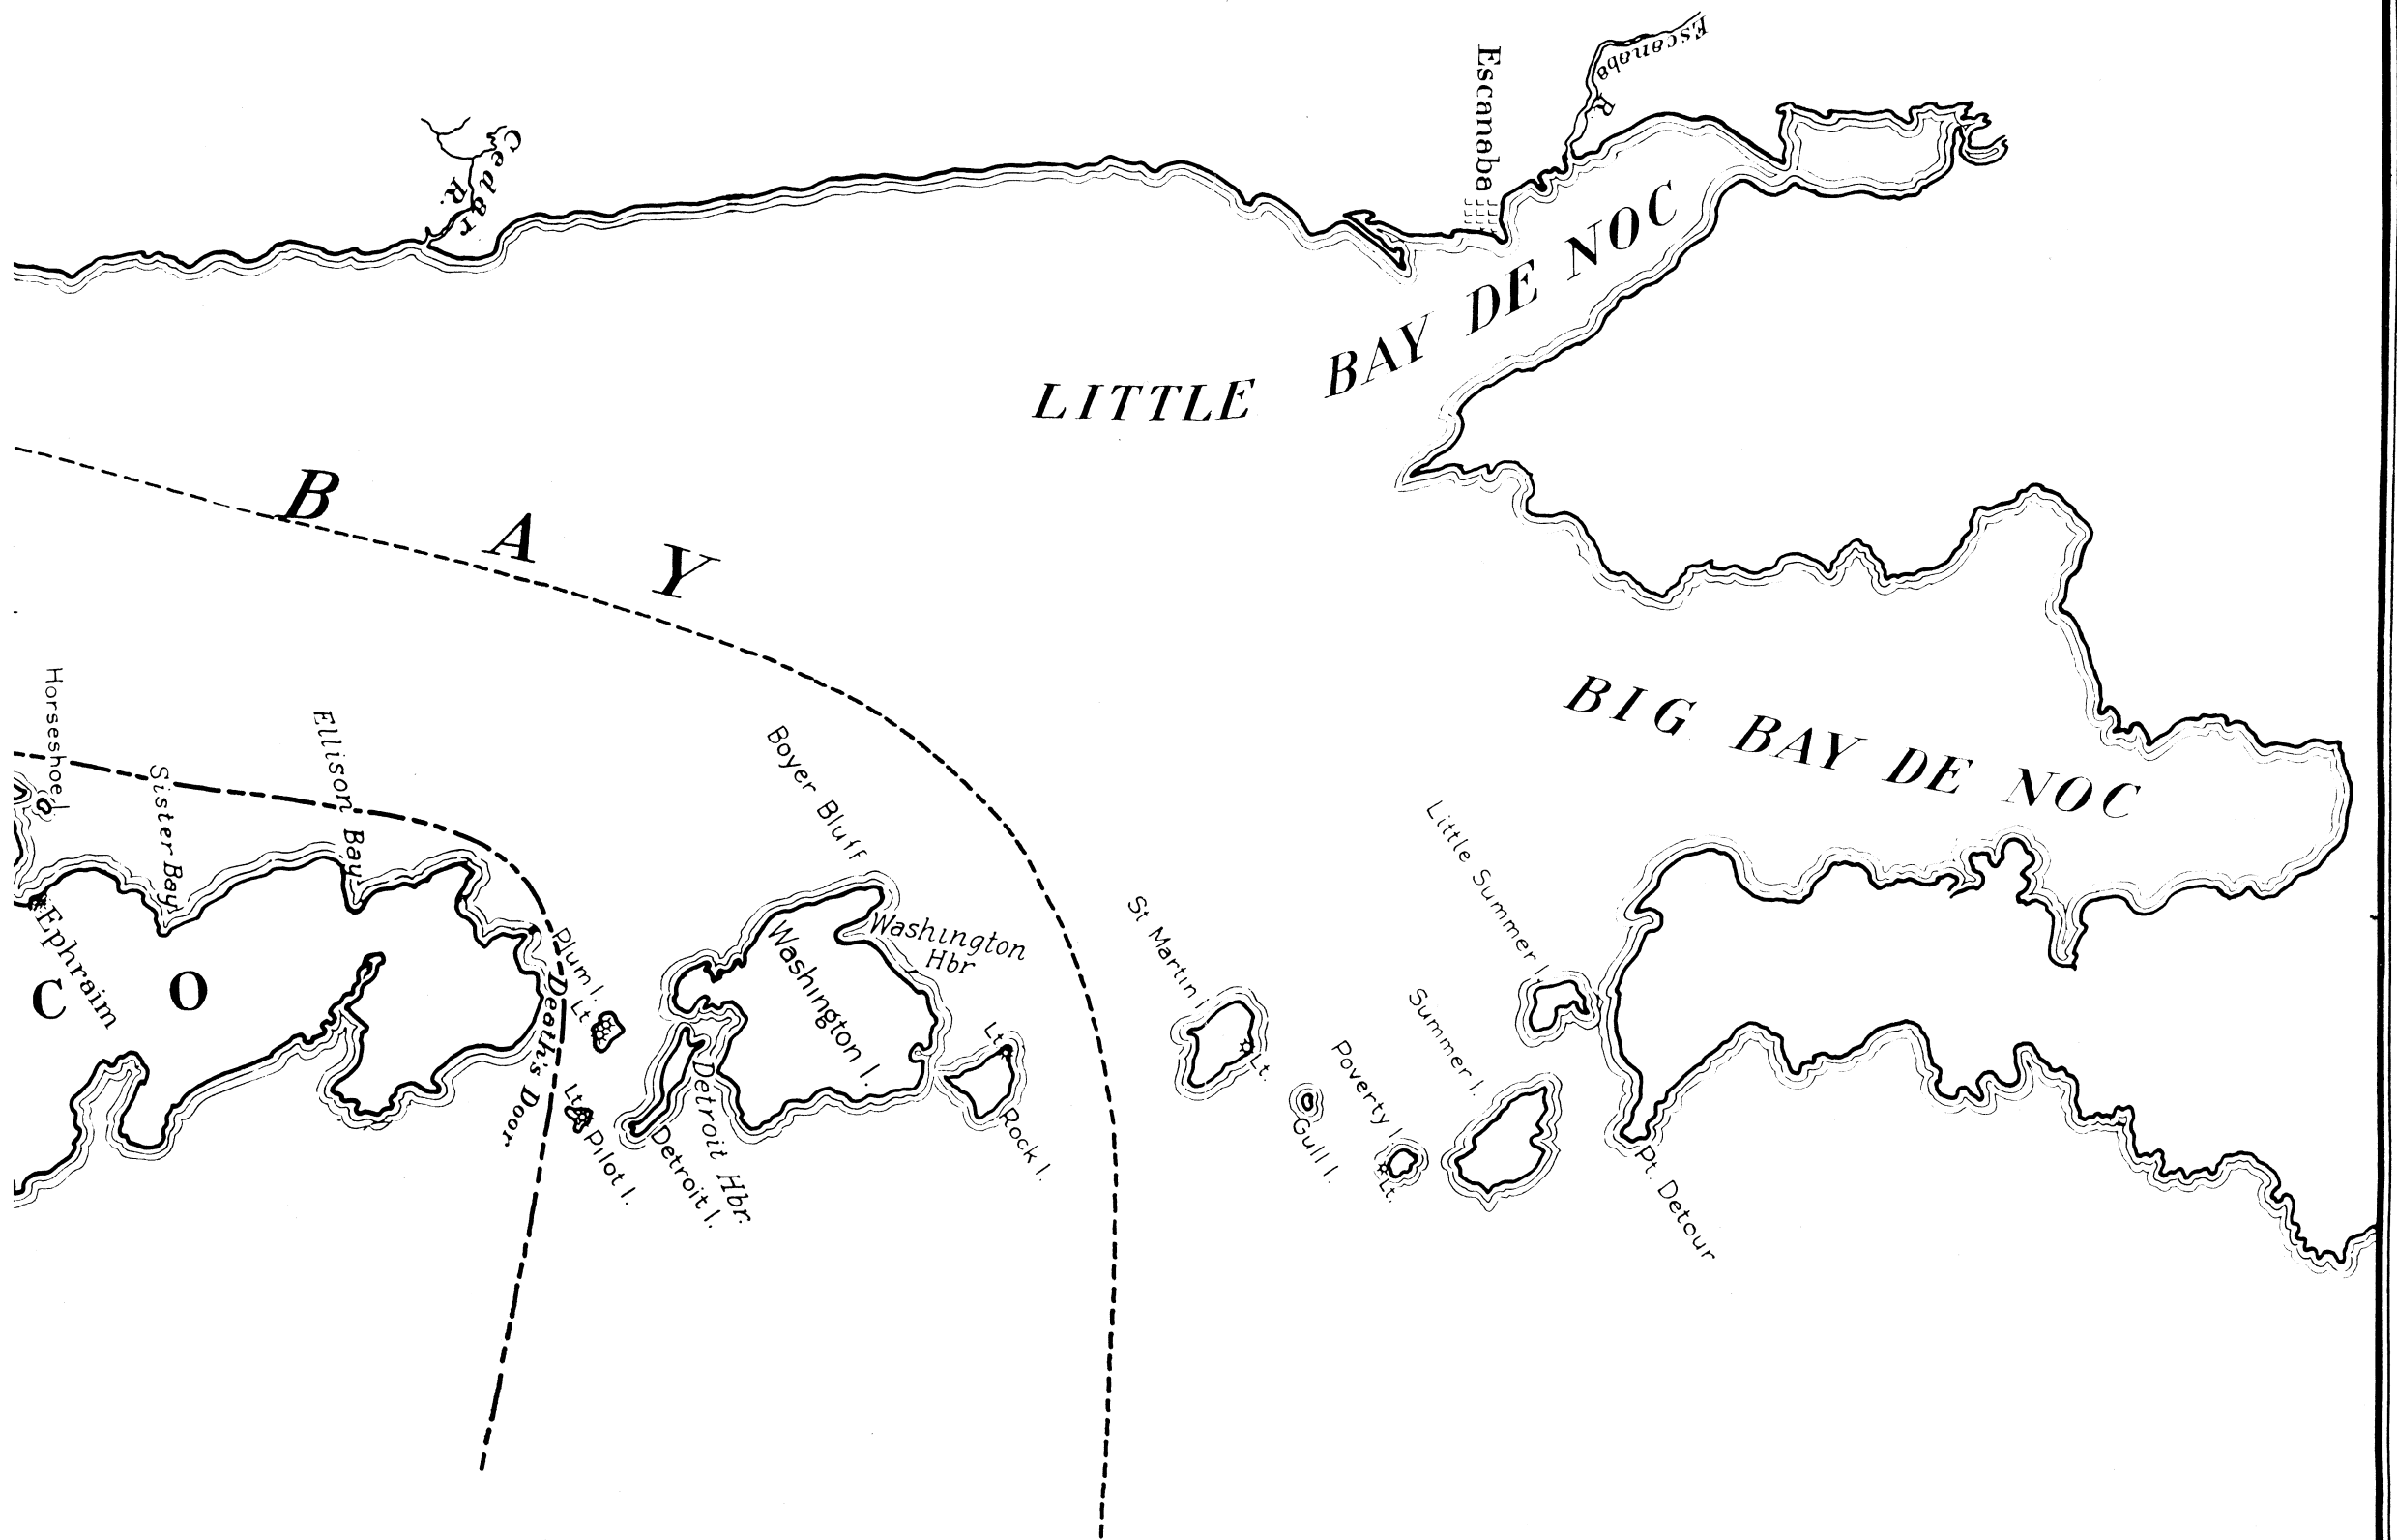 Escanaba R.
Escanaba
Cedar R.
LITTLE BAY DE NOC
BAY
BIG BAY DE NOC
Horseshoe I.
Sister Bay
Ellison Bay
Boyer Bluff
Little Summer I.
St Martin I.
Washington Hbr
Washington I.
Ephraim
CO
Plum I.
Lt
Death's Door
Lt.
Lt.
Summer I.
Poverty I.
Gull I.
Lt.
Lt
Pilot I.
Detroit Hbr.
Detroit I.
Rock I.
Pt. Detour